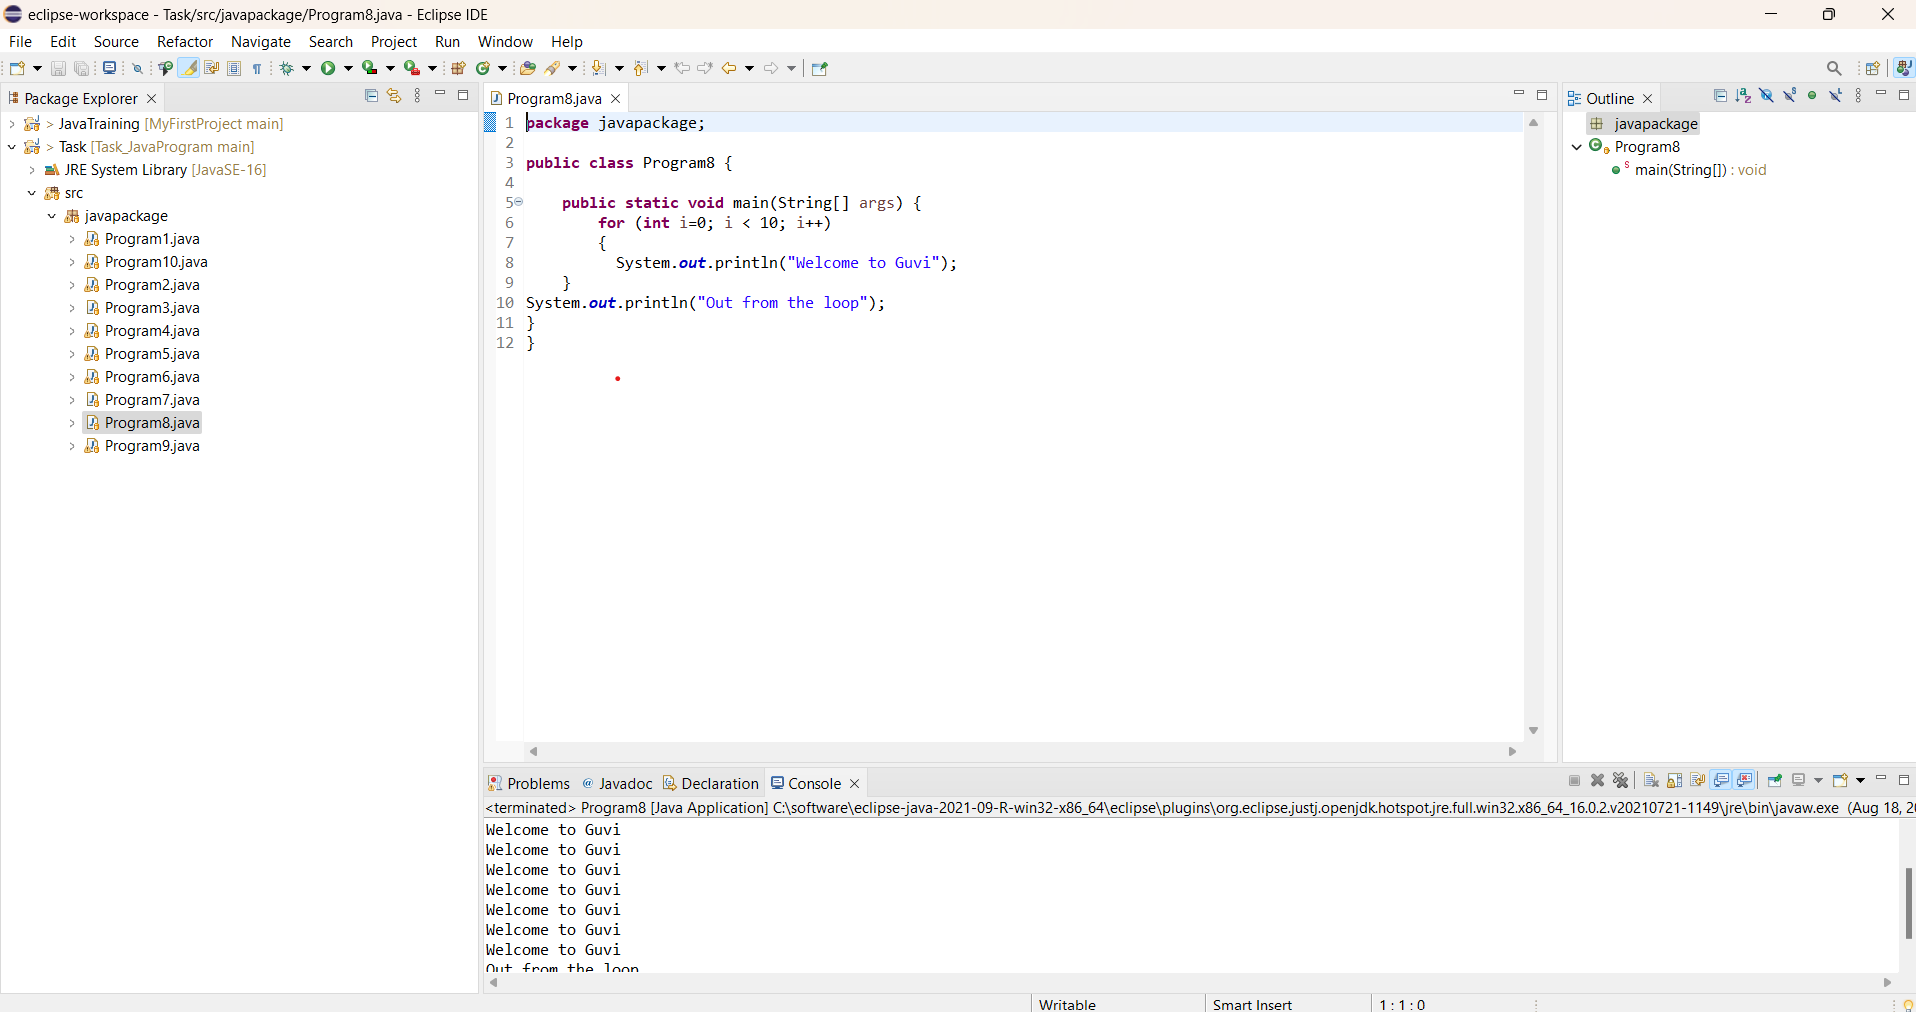 eclipse-workspace - Task/src/javapackage/Program8.java - Eclipse IDE
File Edit Source Refactor Navigate Search Project Run Window Help
Package Explorer
> JavaTraining [MyFirstProject main]
> Task [Task_JavaProgram main]
JRE System Library [JavaSE-16]
src
javapackage
Program1.java
Program10.java
Program2.java
Program3.java
Program4.java
Program5.java
Program6.java
Program7.java
Program8.java
Program9.java
Program8.java
1 package javapackage;
2
3 public class Program8 {
4
5 public static void main(String[] args) {
6 for (int i=0; i < 10; i++)
7 {
8 System.out.println("Welcome to Guvi");
9 }
10 System.out.println("Out from the loop");
11 }
12 }
Outline
javapackage
Program8
main(String[]) : void
Problems @ Javadoc Declaration Console
<terminated> Program8 [Java Application] C:\software\eclipse-java-2021-09-R-win32-x86_64\eclipse\plugins\org.eclipse.justj.openjdk.hotspot.jre.full.win32.x86_64_16.0.2.v20210721-1149\jre\bin\javaw.exe (Aug 18, 2
Welcome to Guvi
Welcome to Guvi
Welcome to Guvi
Welcome to Guvi
Welcome to Guvi
Welcome to Guvi
Welcome to Guvi
Out from the loop
Writable Smart Insert 1 : 1 : 0